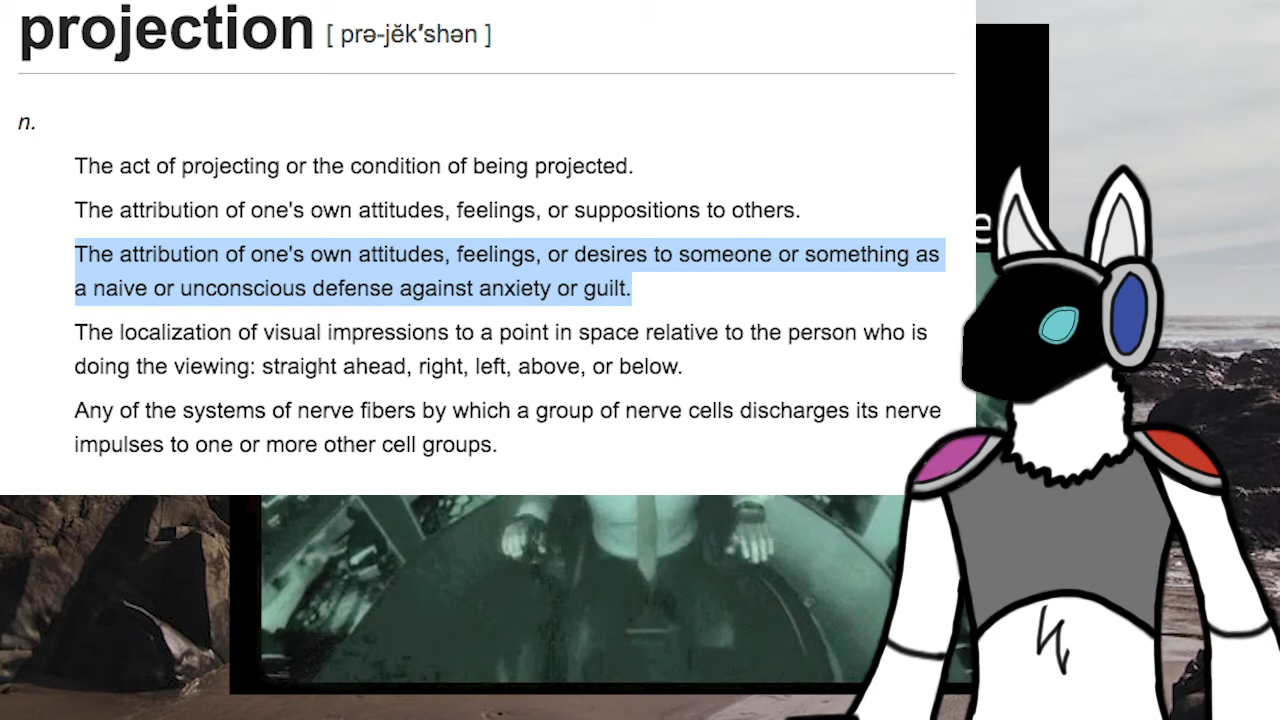 projection [ prə-jĕk′shən ]
n.
The act of projecting or the condition of being projected.
The attribution of one's own attitudes, feelings, or suppositions to others.
The attribution of one's own attitudes, feelings, or desires to someone or something as
a naive or unconscious defense against anxiety or guilt.
The localization of visual impressions to a point in space relative to the person who is
doing the viewing: straight ahead, right, left, above, or below.
Any of the systems of nerve fibers by which a group of nerve cells discharges its nerve
impulses to one or more other cell groups.